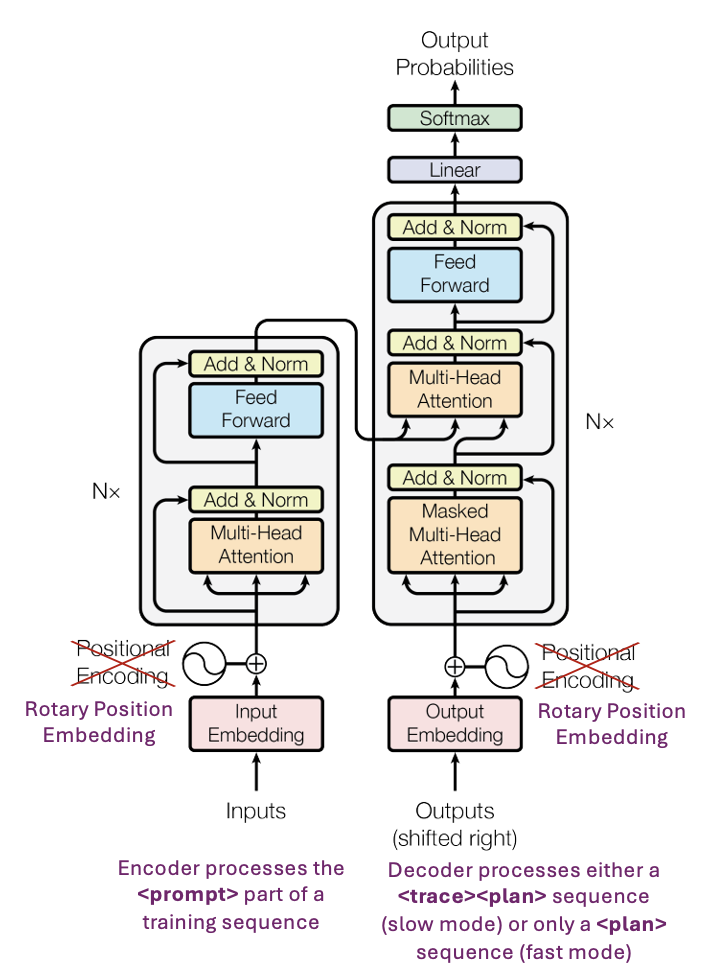 Output
Probabilities
Softmax
Linear
Add & Norm
Feed
Forward
Add & Norm
Multi-Head
Attention
Add & Norm
Masked
Multi-Head
Attention
N×
Add & Norm
Feed
Forward
Add & Norm
Multi-Head
Attention
N×
Positional
Encoding
Rotary Position
Embedding
Positional
Encoding
Rotary Position
Embedding
Input
Embedding
Output
Embedding
Inputs
Outputs
(shifted right)
Encoder processes the
<prompt> part of a
training sequence
Decoder processes either a
<trace><plan> sequence
(slow mode) or only a <plan>
sequence (fast mode)